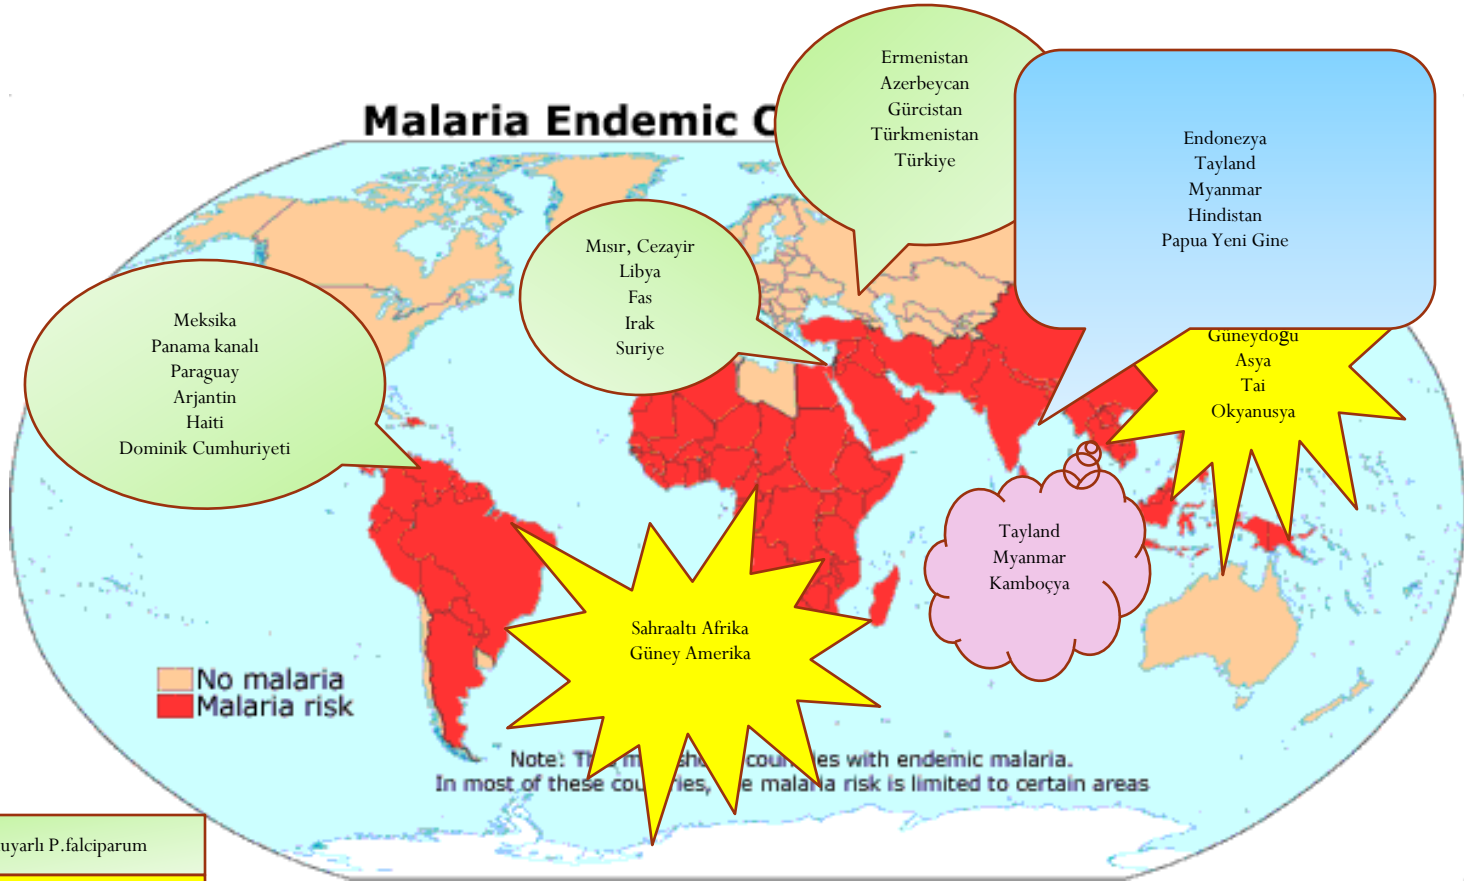 Malaria Endemic C
Ermenistan
Azerbeycan
Gürcistan
Türkmenistan
Türkiye
Endonezya
Tayland
Myanmar
Hindistan
Papua Yeni Gine
Mısır, Cezayir
Libya
Fas
Irak
Suriye
Meksika
Panama kanalı
Paraguay
Arjantin
Haiti
Dominik Cumhuriyeti
Güneydoğu
Asya
Tai
Okyanusya
Tayland
Myanmar
Kamboçya
Sahraaltı Afrika
Güney Amerika
No malaria
Malaria risk
Note: with endemic malaria.
In most of these malaria risk is limited to certain areas
uyarlı P.falciparum